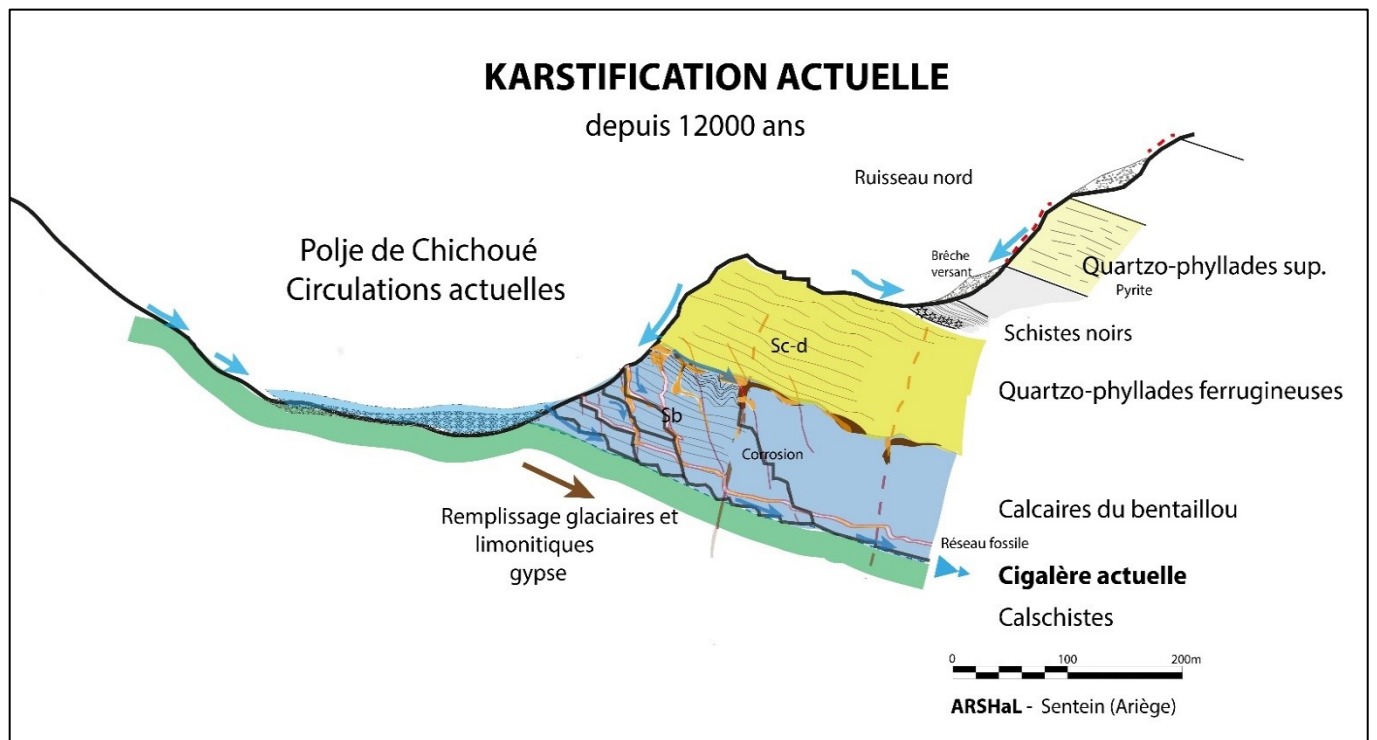 KARSTIFICATION ACTUELLE
depuis 12000 ans
Ruisseau nord
Polje de Chichoué
Circulations actuelles
Brêche
versant
Quartzo-phyllades sup.
Pyrite
Schistes noirs
Sc-d
Quartzo-phyllades ferrugineuses
Sb
Corrosion
Calcaires du bentaillou
Remplissage glaciaires et
limonitiques
gypse
Réseau fossile
Cigalère actuelle
Calschistes
0 100 200m
ARSHaL - Sentein (Ariège)